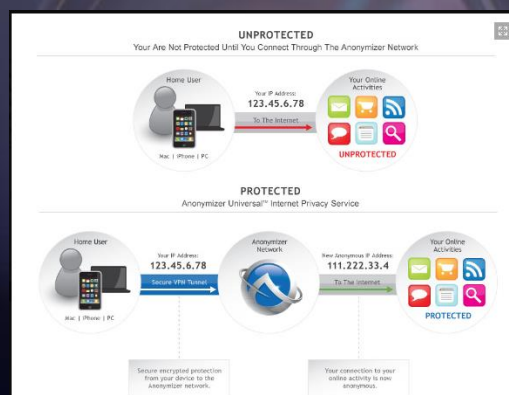 UNPROTECTED
Your Are Not Protected Until You Connect Through The Anonymizer Network
Home User
Your IP Address:
123.45.6.78
To The Internet
Your Online
Activities
Mac | iPhone | PC
UNPROTECTED
PROTECTED
Anonymizer Universal™ Internet Privacy Service
Home User
Your IP Address:
123.45.6.78
Secure VPN Tunnel
Anonymizer
Network
New Anonymous IP Address:
111.222.33.4
To The Internet
Your Online
Activities
Mac | iPhone | PC
PROTECTED
Secure encrypted protection
from your device to the
Anonymizer network.
Your connection to your
online activity is now
anonymous.